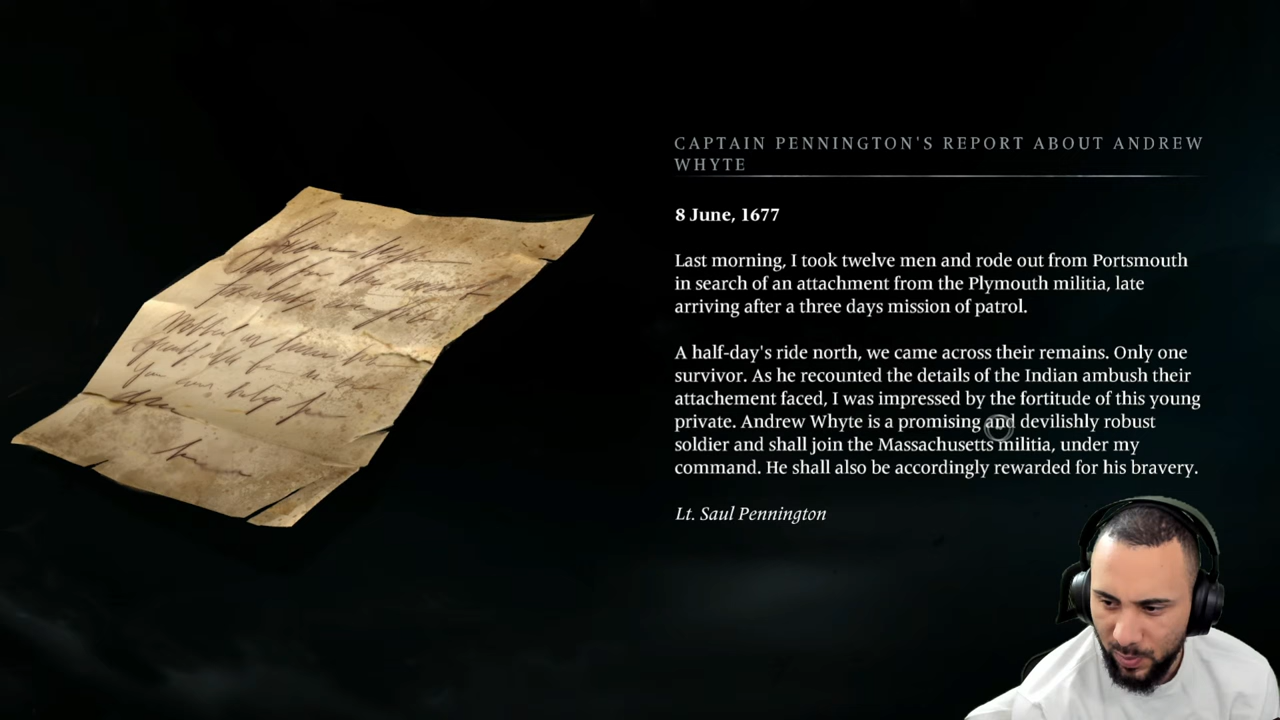 CAPTAIN PENNINGTON'S REPORT ABOUT ANDREW
WHYTE
8 June, 1677
Last morning, I took twelve men and rode out from Portsmouth
in search of an attachment from the Plymouth militia, late
arriving after a three days mission of patrol.
A half-day's ride north, we came across their remains. Only one
survivor. As he recounted the details of the Indian ambush their
attachement faced, I was impressed by the fortitude of this young
private. Andrew Whyte is a promising and devilishly robust
soldier and shall join the Massachusetts militia, under my
command. He shall also be accordingly rewarded for his bravery.
Lt. Saul Pennington